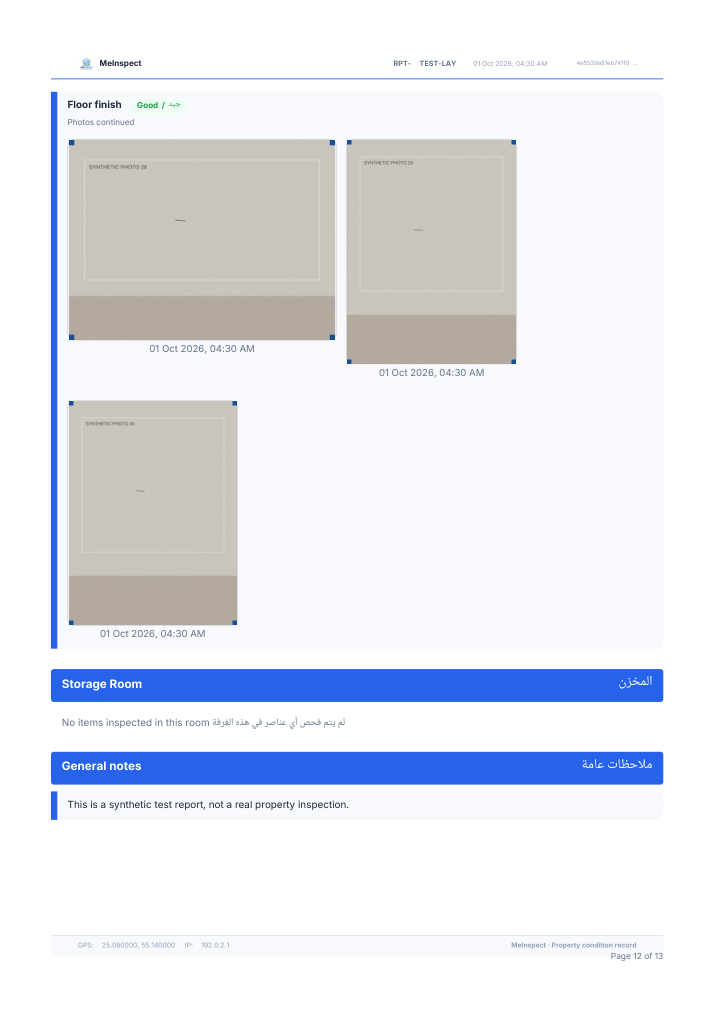 MeInspect
RPT- TEST-LAY 01 Oct 2026, 04:30 AM
Floor finish Good / جيد
Photos continued
SYNTHETIC PHOTO 28
SYNTHETIC PHOTO 29
01 Oct 2026, 04:30 AM
01 Oct 2026, 04:30 AM
SYNTHETIC PHOTO 30
01 Oct 2026, 04:30 AM
Storage Room المخزن
No items inspected in this room لم يتم فحص أي عناصر في هذه الغرفة
General notes ملاحظات عامة
This is a synthetic test report, not a real property inspection.
GPS: 25.080000, 55.140000 IP: 192.0.2.1 MeInspect · Property condition record
Page 12 of 13